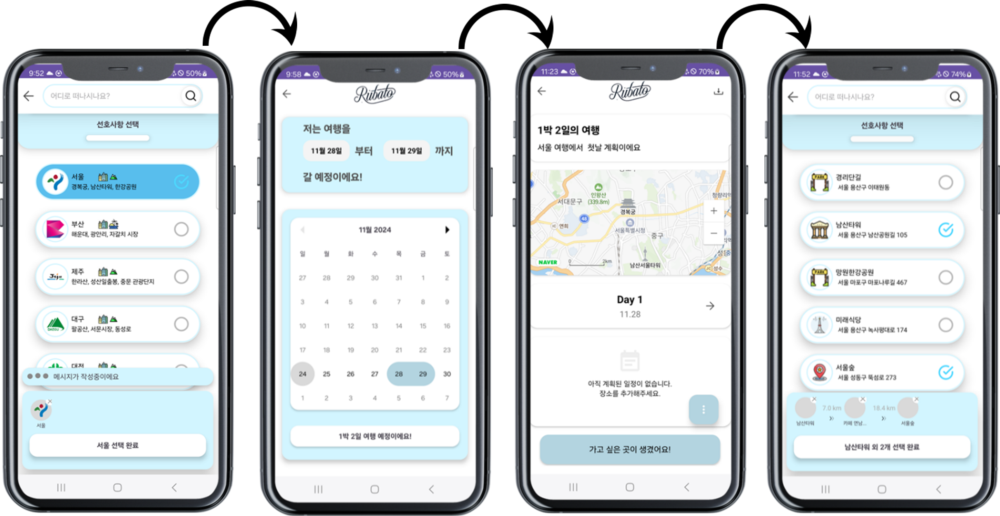 9:52
50%
어디로 떠나시나요?
선호사항 선택
서울
경복궁, 남산타워, 한강공원
부산
해운대, 광안리, 자갈치 시장
제주
Jeju
한라산, 성산일출봉, 중문 관광단지
대구
DAEGU
팔공산, 서문시장, 동성로
대전
메시지가 작성중이에요
서울
서울 선택 완료
9:58
50%
Rubato
저는 여행을
11월 28일 부터 11월 29일 까지
갈 예정이에요!
11월 2024
일 월 화 수 목 금 토
27 28 29 30 31 1 2
3 4 5 6 7 8 9
10 11 12 13 14 15 16
17 18 19 20 21 22 23
24 25 26 27 28 29 30
1 2 3 4 5 6 7
1박 2일 여행 예정이에요!
11:23
70%
Rubato
1박 2일의 여행
서울 여행에서 첫날 계획이에요
인왕산
(339.8m)
서대문구
청량리역
경복궁
48
IC 연희
서울특별시청
중구
+
−
NAVER
0 2km
남산서울타워
JC 성수
Day 1
11.28
아직 계획된 일정이 없습니다.
장소를 추가해주세요.
가고 싶은 곳이 생겼어요!
11:52
74%
어디로 떠나시나요?
선호사항 선택
PARK
경리단길
서울 용산구 이태원동
남산타워
서울 용산구 남산공원길 105
PARK
망원한강공원
서울 마포구 마포나루길 467
미래식당
서울 용산구 녹사평대로 174
서울숲
서울 성동구 뚝섬로 273
7.0 km 18.4 km
남산타워 카페 연남... 서울숲
남산타워 외 2개 선택 완료